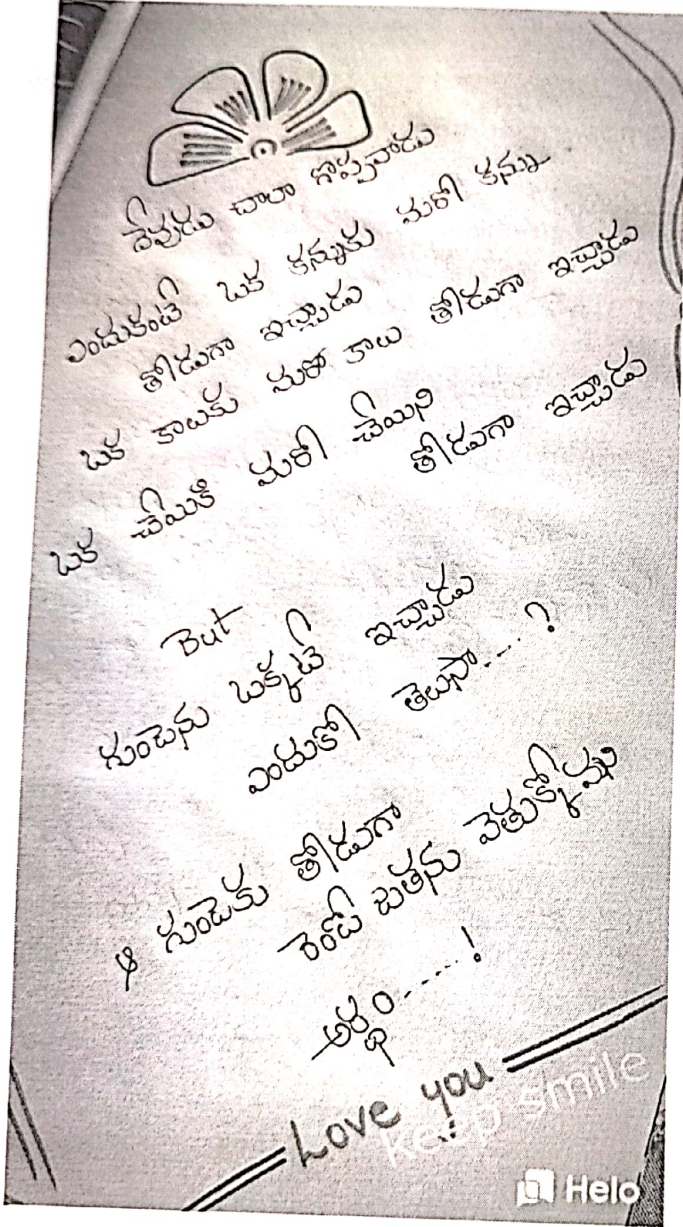 దేవుడు చాలా గొప్పవాడు
ఎందుకంటే ఒక కన్నుకు మరో కన్ను
తోడుగా ఇచ్చాడు
ఒక కాలుకు మరో కాలు తోడుగా ఇచ్చాడు
ఒక చేయికి మరో చేయిని
తోడుగా ఇచ్చాడు
But
గుండెను ఒక్కటే ఇచ్చాడు
ఎందుకో తెలుసా....?
ఆ గుండెకు తోడుగా
రెండో జతను వెతుక్కోమ్మని
అర్థం.....!
Love you
keep smile
Helo